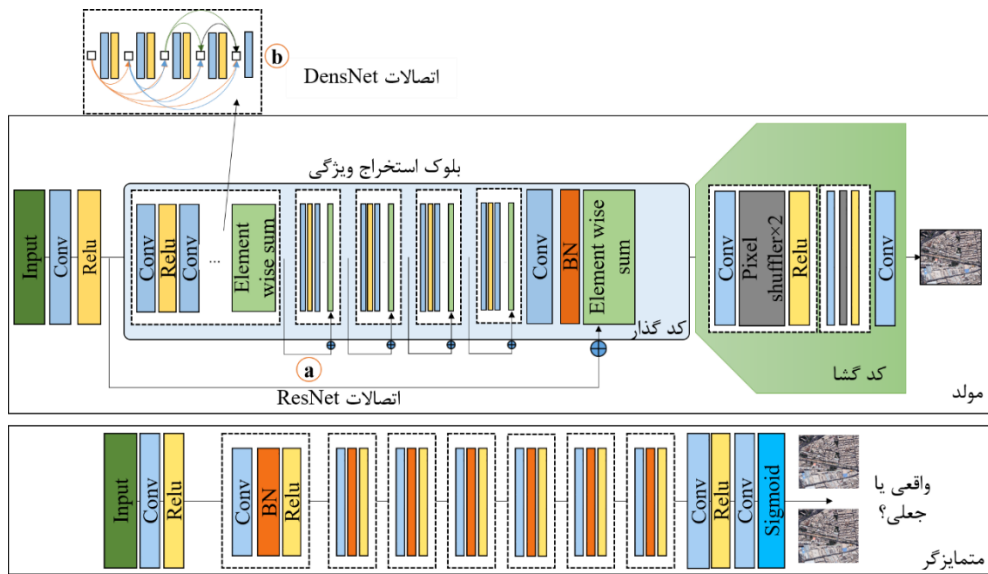 b
اتصالات DensNet
بلوک استخراج ویژگی
Input
Conv
Relu
Conv
Relu
Conv
...
Element
wise sum
Conv
BN
Element wise
sum
کد گذار
a
اتصالات ResNet
Conv
Pixel
shuffler×2
Relu
Conv
کد گشا
مولد
Input
Conv
Relu
Conv
BN
Relu
Conv
Relu
Conv
Sigmoid
واقعی یا
جعلی؟
متمایزگر